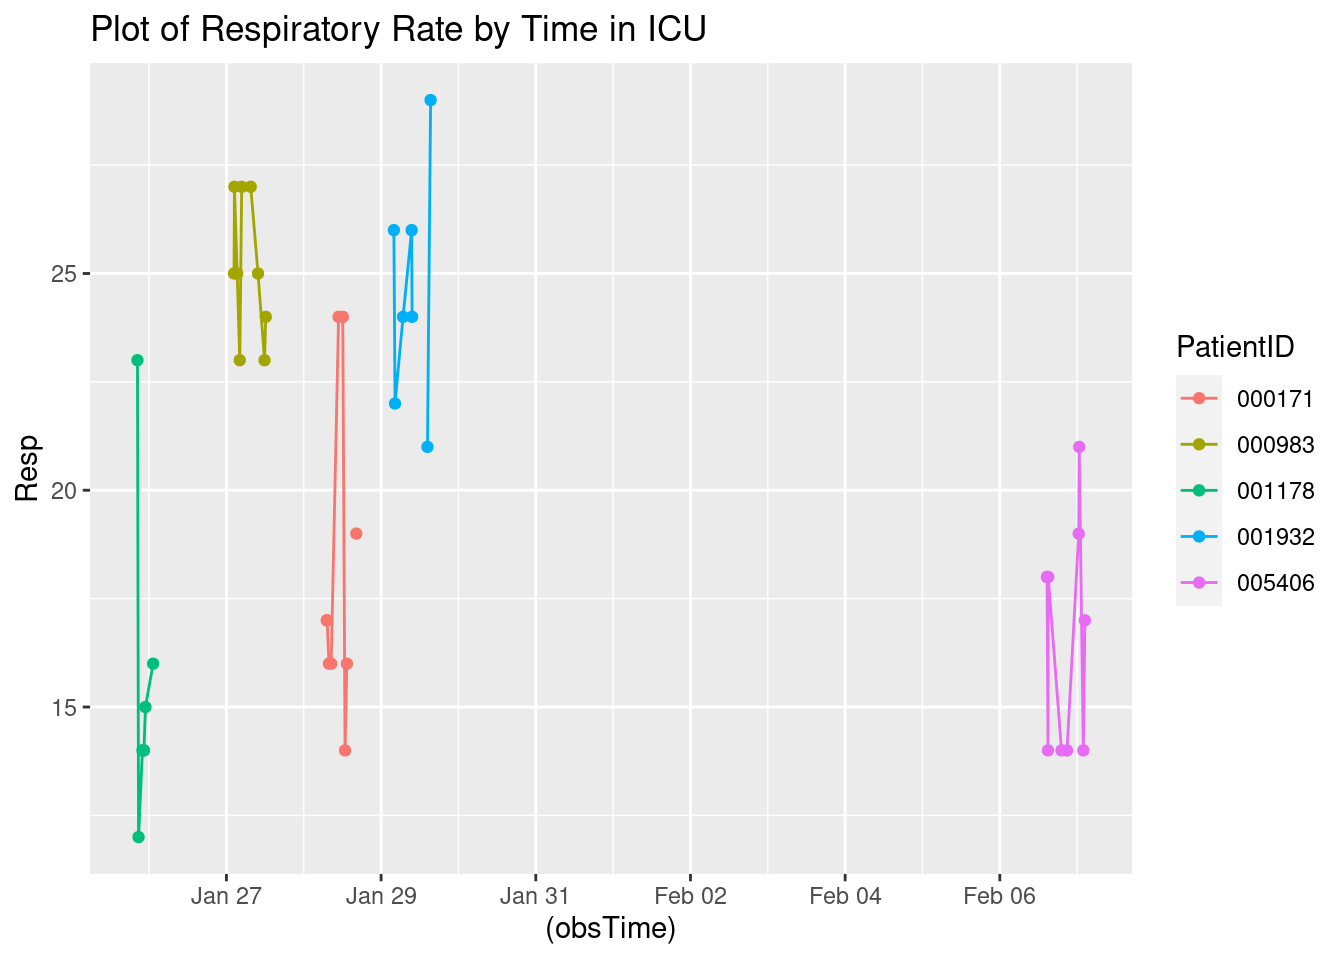 Plot of Respiratory Rate by Time in ICU
Resp
25
20
15
Jan 27
Jan 29
Jan 31
Feb 02
Feb 04
Feb 06
(obsTime)
PatientID
000171
000983
001178
001932
005406